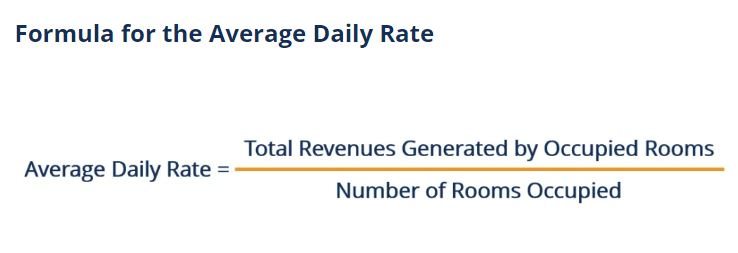 Formula for the Average Daily Rate
Total Revenues Generated by Occupied Rooms
Average Daily Rate =
Number of Rooms Occupied